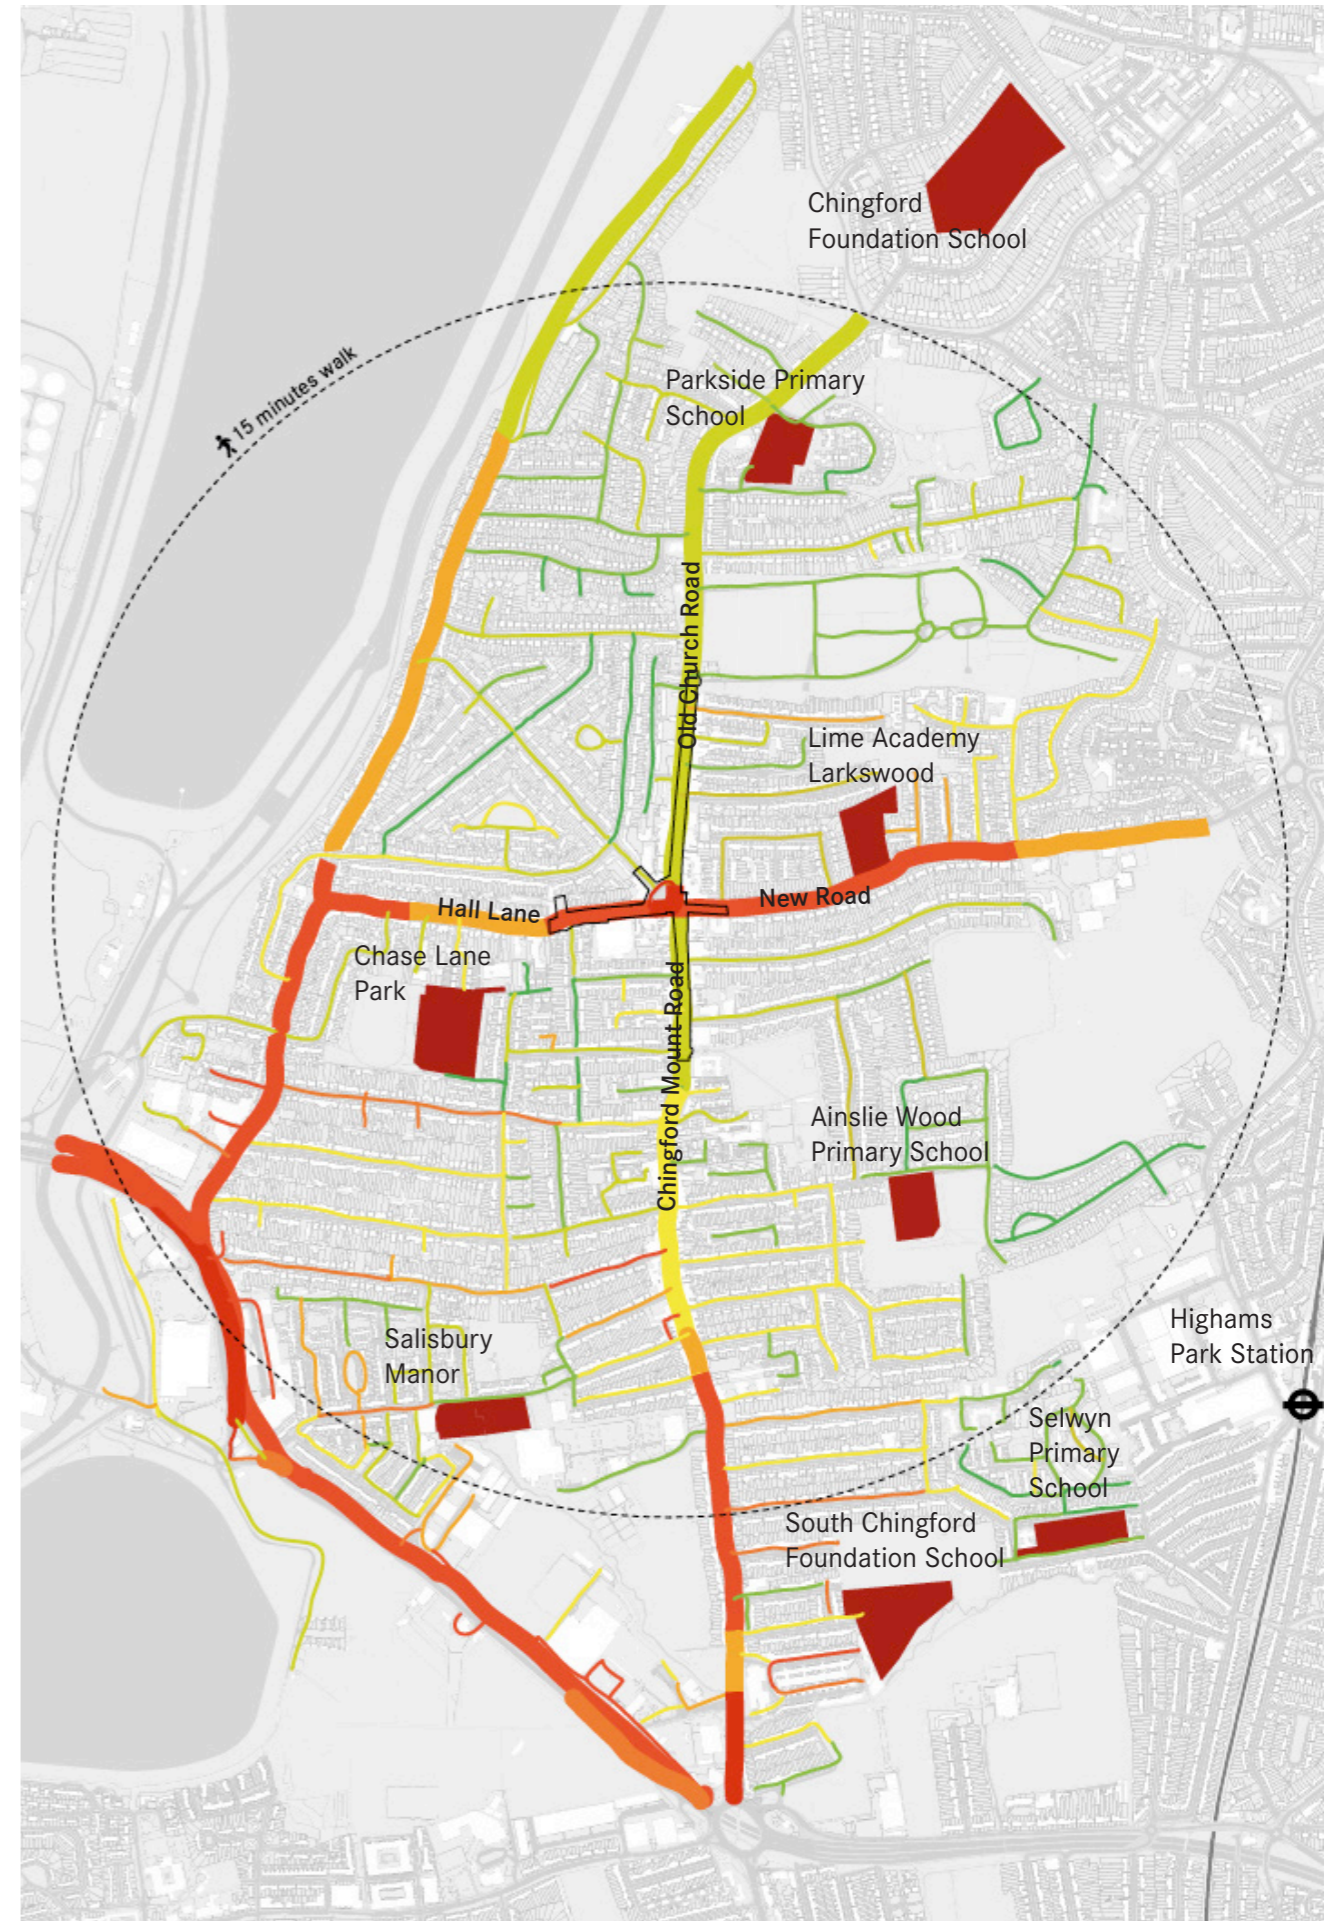 Chingford
Foundation School
15 minutes walk
Parkside Primary
School
Old Church Road
Lime Academy
Larkswood
New Road
Hall Lane
Chase Lane
Park
Chingford Mount Road
Ainslie Wood
Primary School
Salisbury
Manor
Highams
Park Station
Selwyn
Primary
School
South Chingford
Foundation School